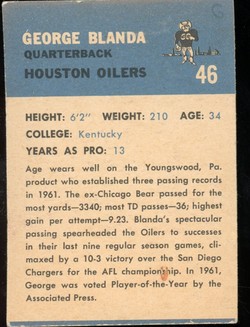 GEORGE BLANDA
QUARTERBACK
HOUSTON OILERS
46
HEIGHT: 6'2" WEIGHT: 210 AGE: 34
COLLEGE: Kentucky
YEARS AS PRO: 13
Age wears well on the Youngswood, Pa.
product who established three passing records
in 1961. The ex-Chicago Bear passed for the
most yards—3340; most TD passes—36; highest
gain per attempt—9.23. Blanda's spectacular
passing spearheaded the Oilers to successes
in their last nine regular season games, cli-
maxed by a 10-3 victory over the San Diego
Chargers for the AFL championship. In 1961,
George was voted Player-of-the-Year by the
Associated Press.